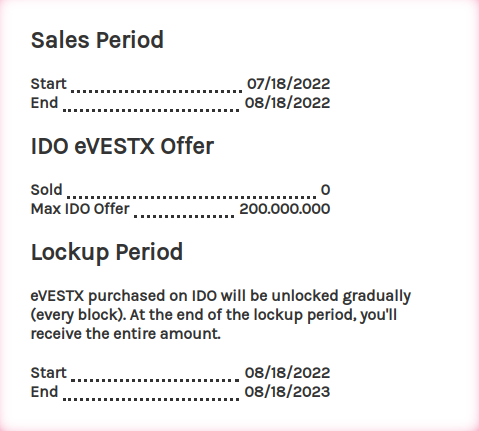 Sales Period
Start 07/18/2022
End 08/18/2022
IDO eVESTX Offer
Sold 0
Max IDO Offer 200.000.000
Lockup Period
eVESTX purchased on IDO will be unlocked gradually
(every block). At the end of the lockup period, you'll
receive the entire amount.
Start 08/18/2022
End 08/18/2023